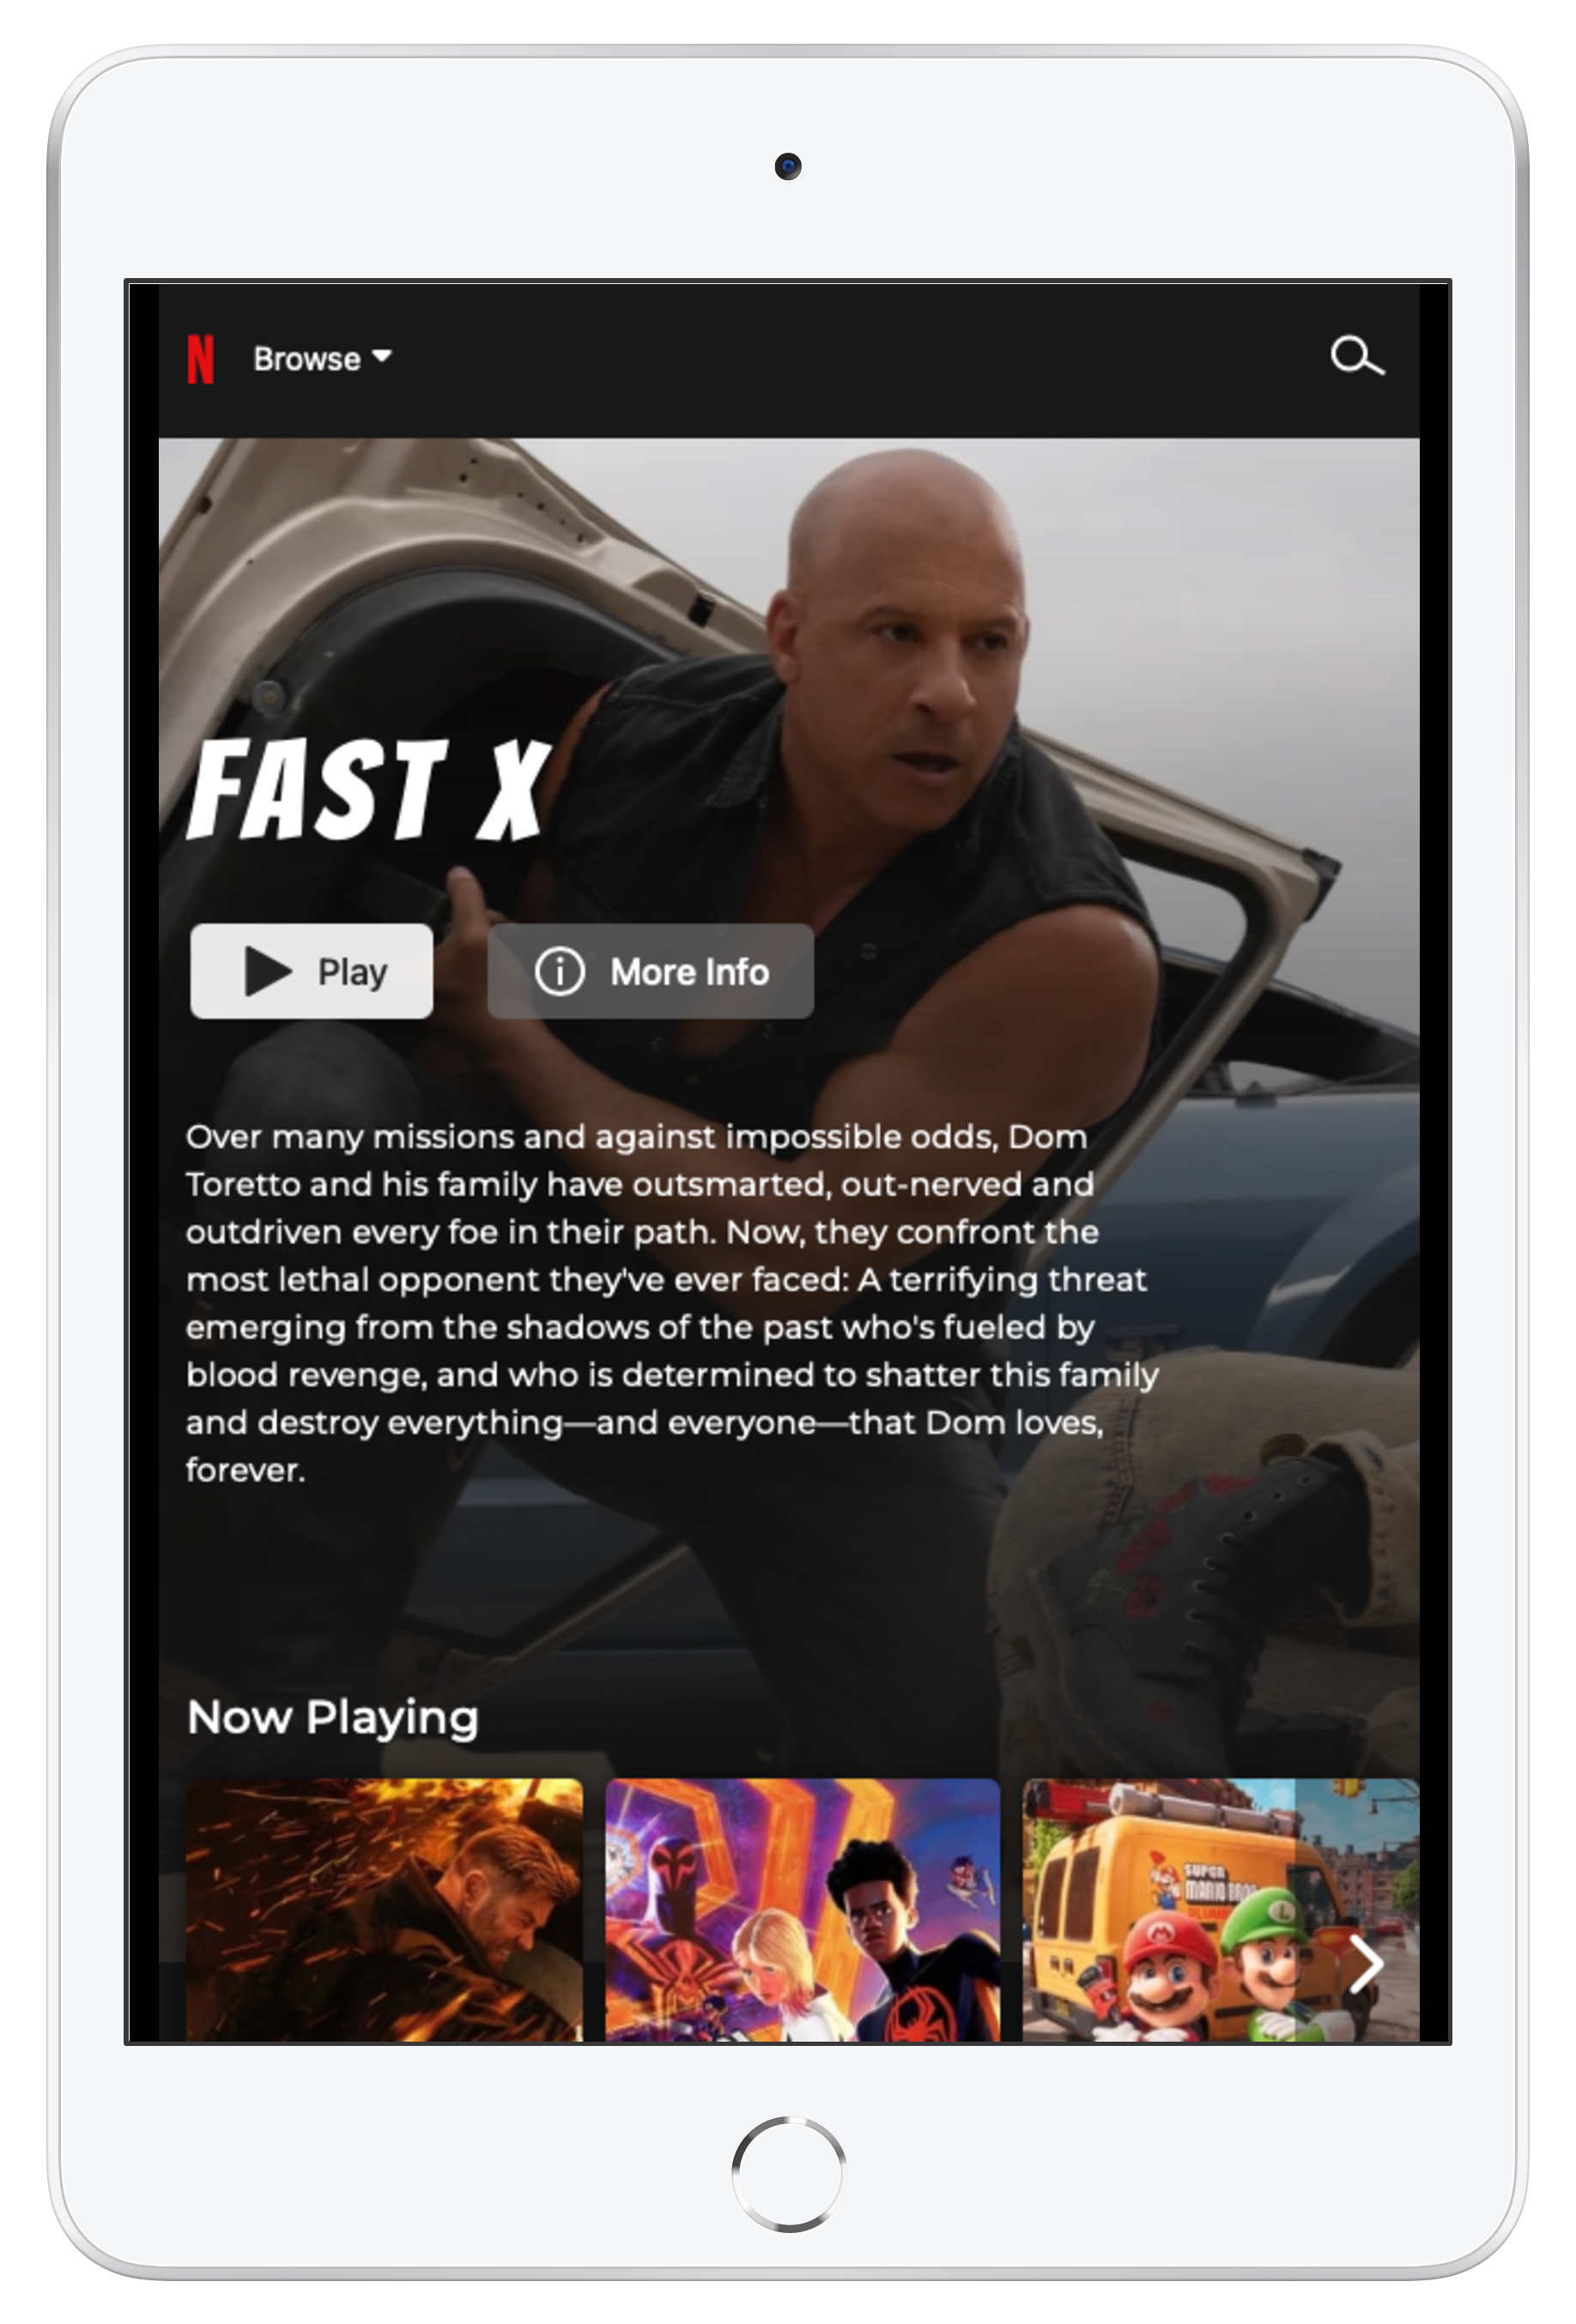 N Browse
FAST X
Play More Info
Over many missions and against impossible odds, Dom
Toretto and his family have outsmarted, out-nerved and
outdriven every foe in their path. Now, they confront the
most lethal opponent they've ever faced: A terrifying threat
emerging from the shadows of the past who's fueled by
blood revenge, and who is determined to shatter this family
and destroy everything—and everyone—that Dom loves,
forever.
Now Playing
SUPER
MARIO BROS
PLUMB
M L